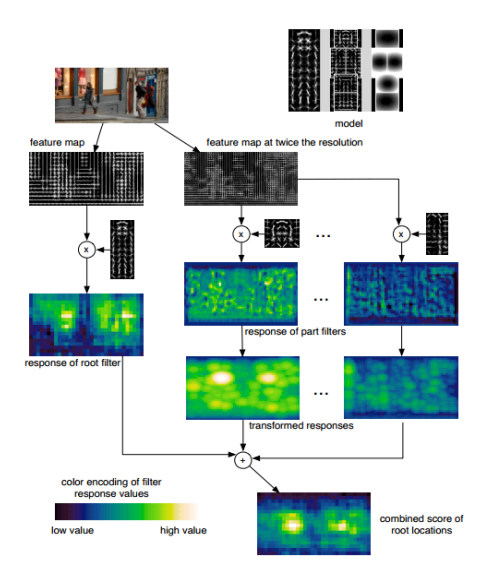 model
feature map
feature map at twice the resolution
x
x
...
x
...
response of part filters
response of root filter
...
transformed responses
+
color encoding of filter
response values
low value
high value
combined score of
root locations